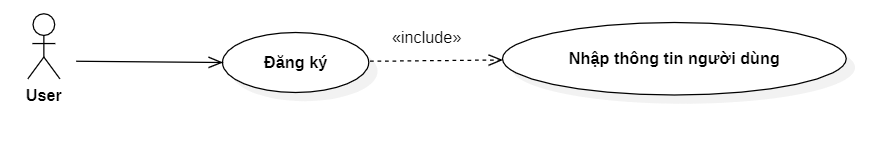 «include»
Đăng ký
Nhập thông tin người dùng
User